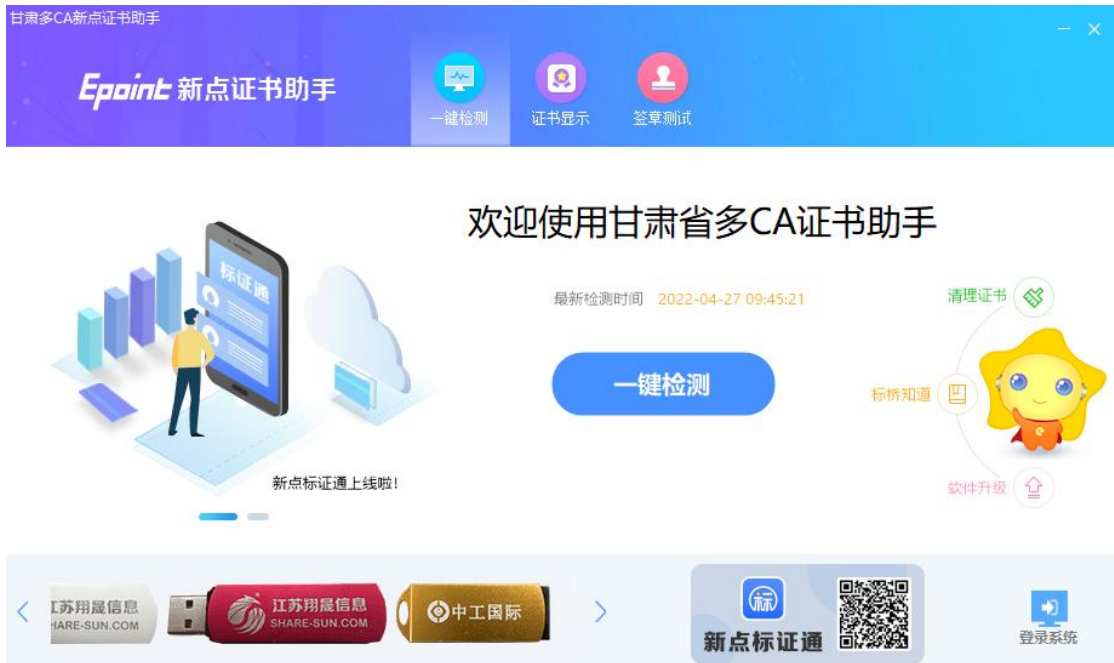 甘肃多CA新点证书助手
Epoint 新点证书助手
一键检测
证书显示
签章测试
欢迎使用甘肃省多CA证书助手
最新检测时间 2022-04-27 09:45:21
一键检测
清理证书
标桥知道
软件升级
标证通
新点标证通上线啦!
江苏翔晟信息
HARE-SUN.COM
江苏翔晟信息
SHARE-SUN.COM
中工国际
标
新点标证通
登录系统